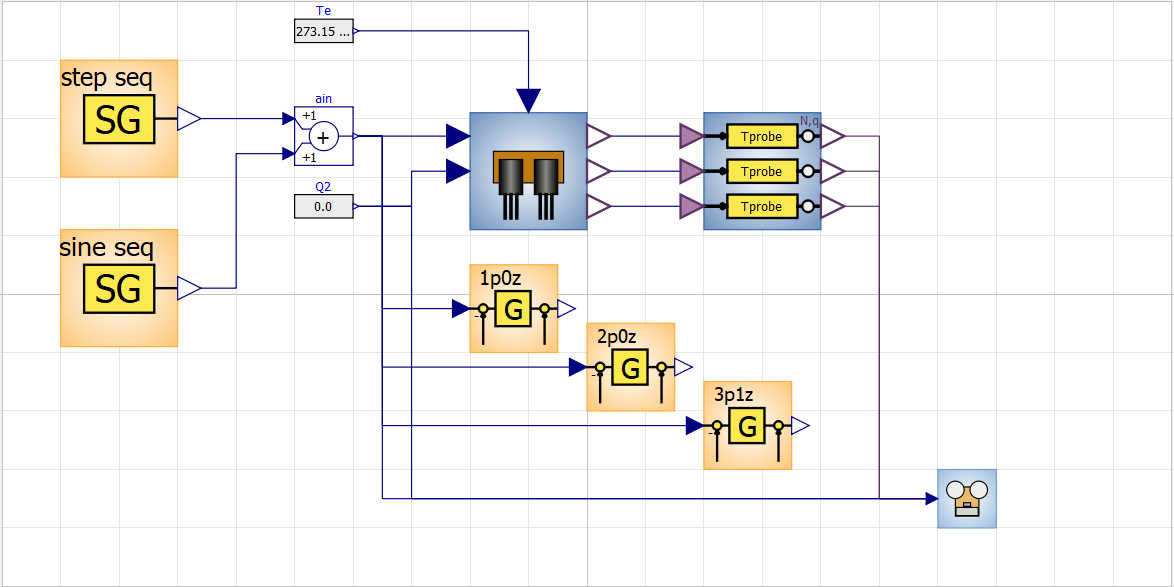 Te
273.15 ...
step seq
SG
ain
+1
+
+1
Q2
0.0
sine seq
SG
N,q
Tprobe
Tprobe
Tprobe
1p0z
G
-
2p0z
G
-
3p1z
G
-